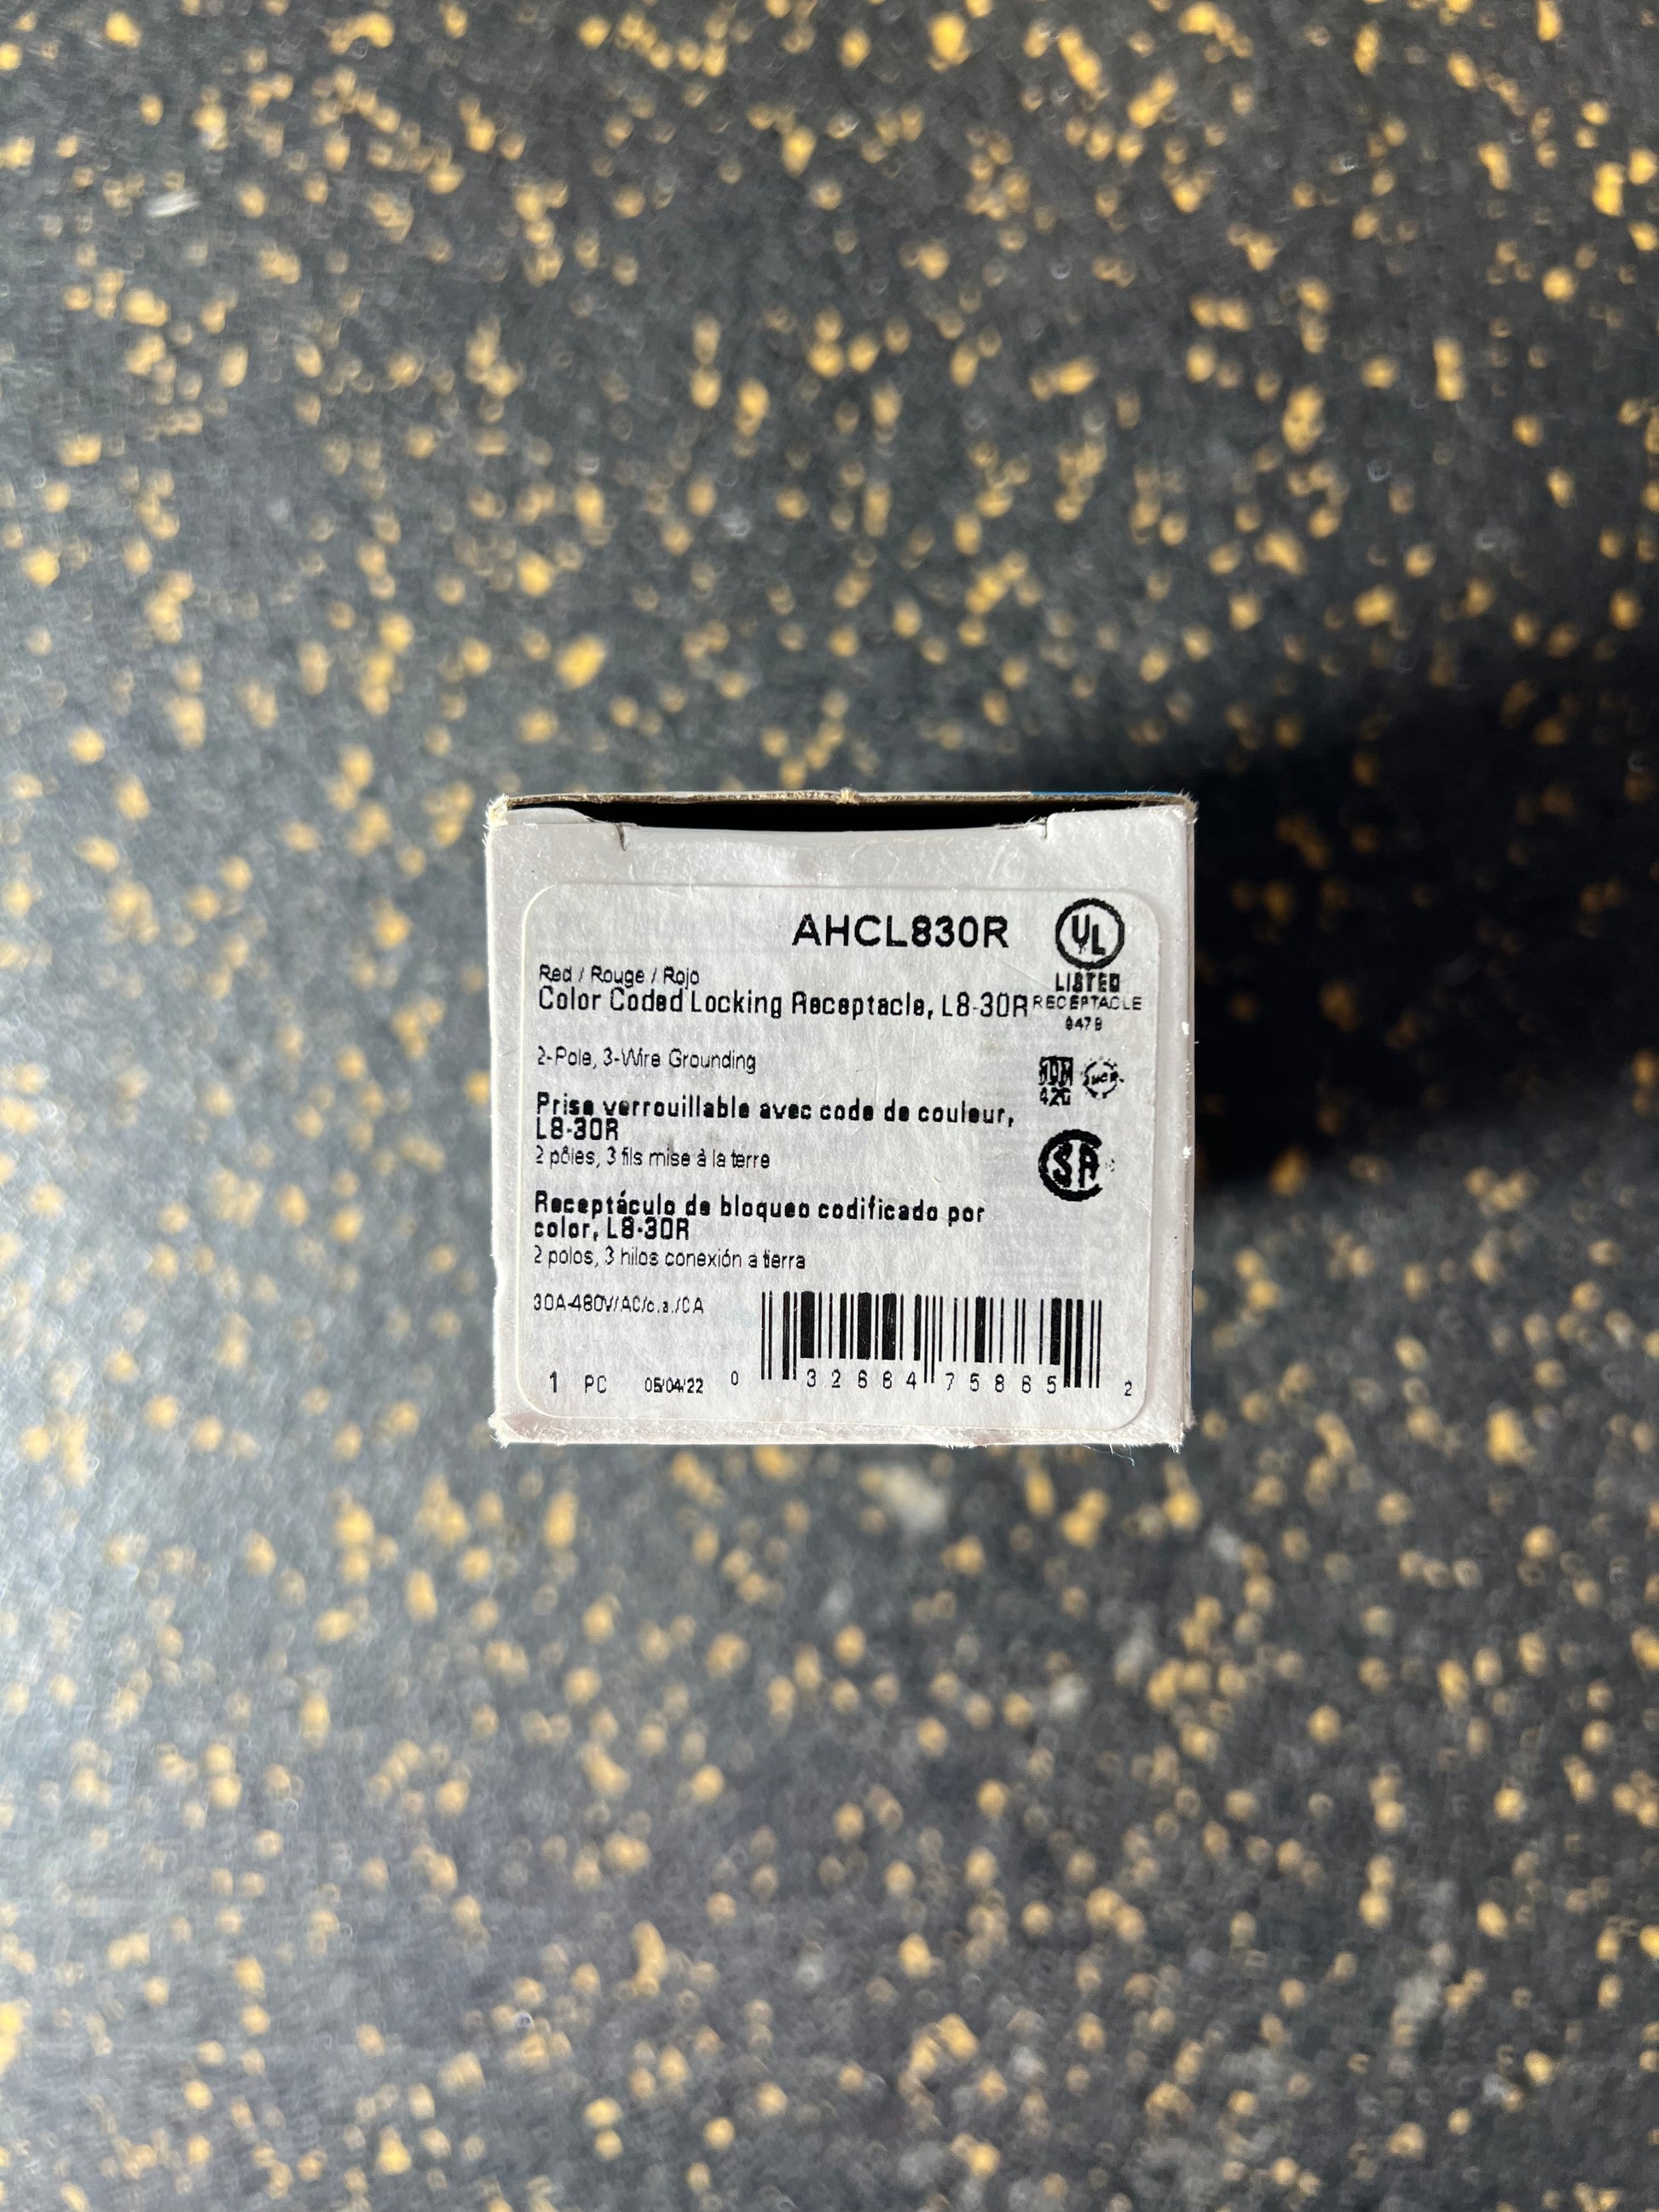 AHCL830R
UL
LISTED
RECEPTACLE
Red / Rouge / Rojo
Color Coded Locking Receptacle, L8-30R
2-Pole, 3-Wire Grounding
Prise verrouillable avec code de couleur,
L8-30R
2 pôles, 3 fils mise à la terre
SA
Receptáculo de bloqueo codificado por
color, L8-30R
2 polos, 3 hilos conexión a tierra
30A-480V/AC/c.a./CA
1 PC 05/04/22
0 32664 75865 2